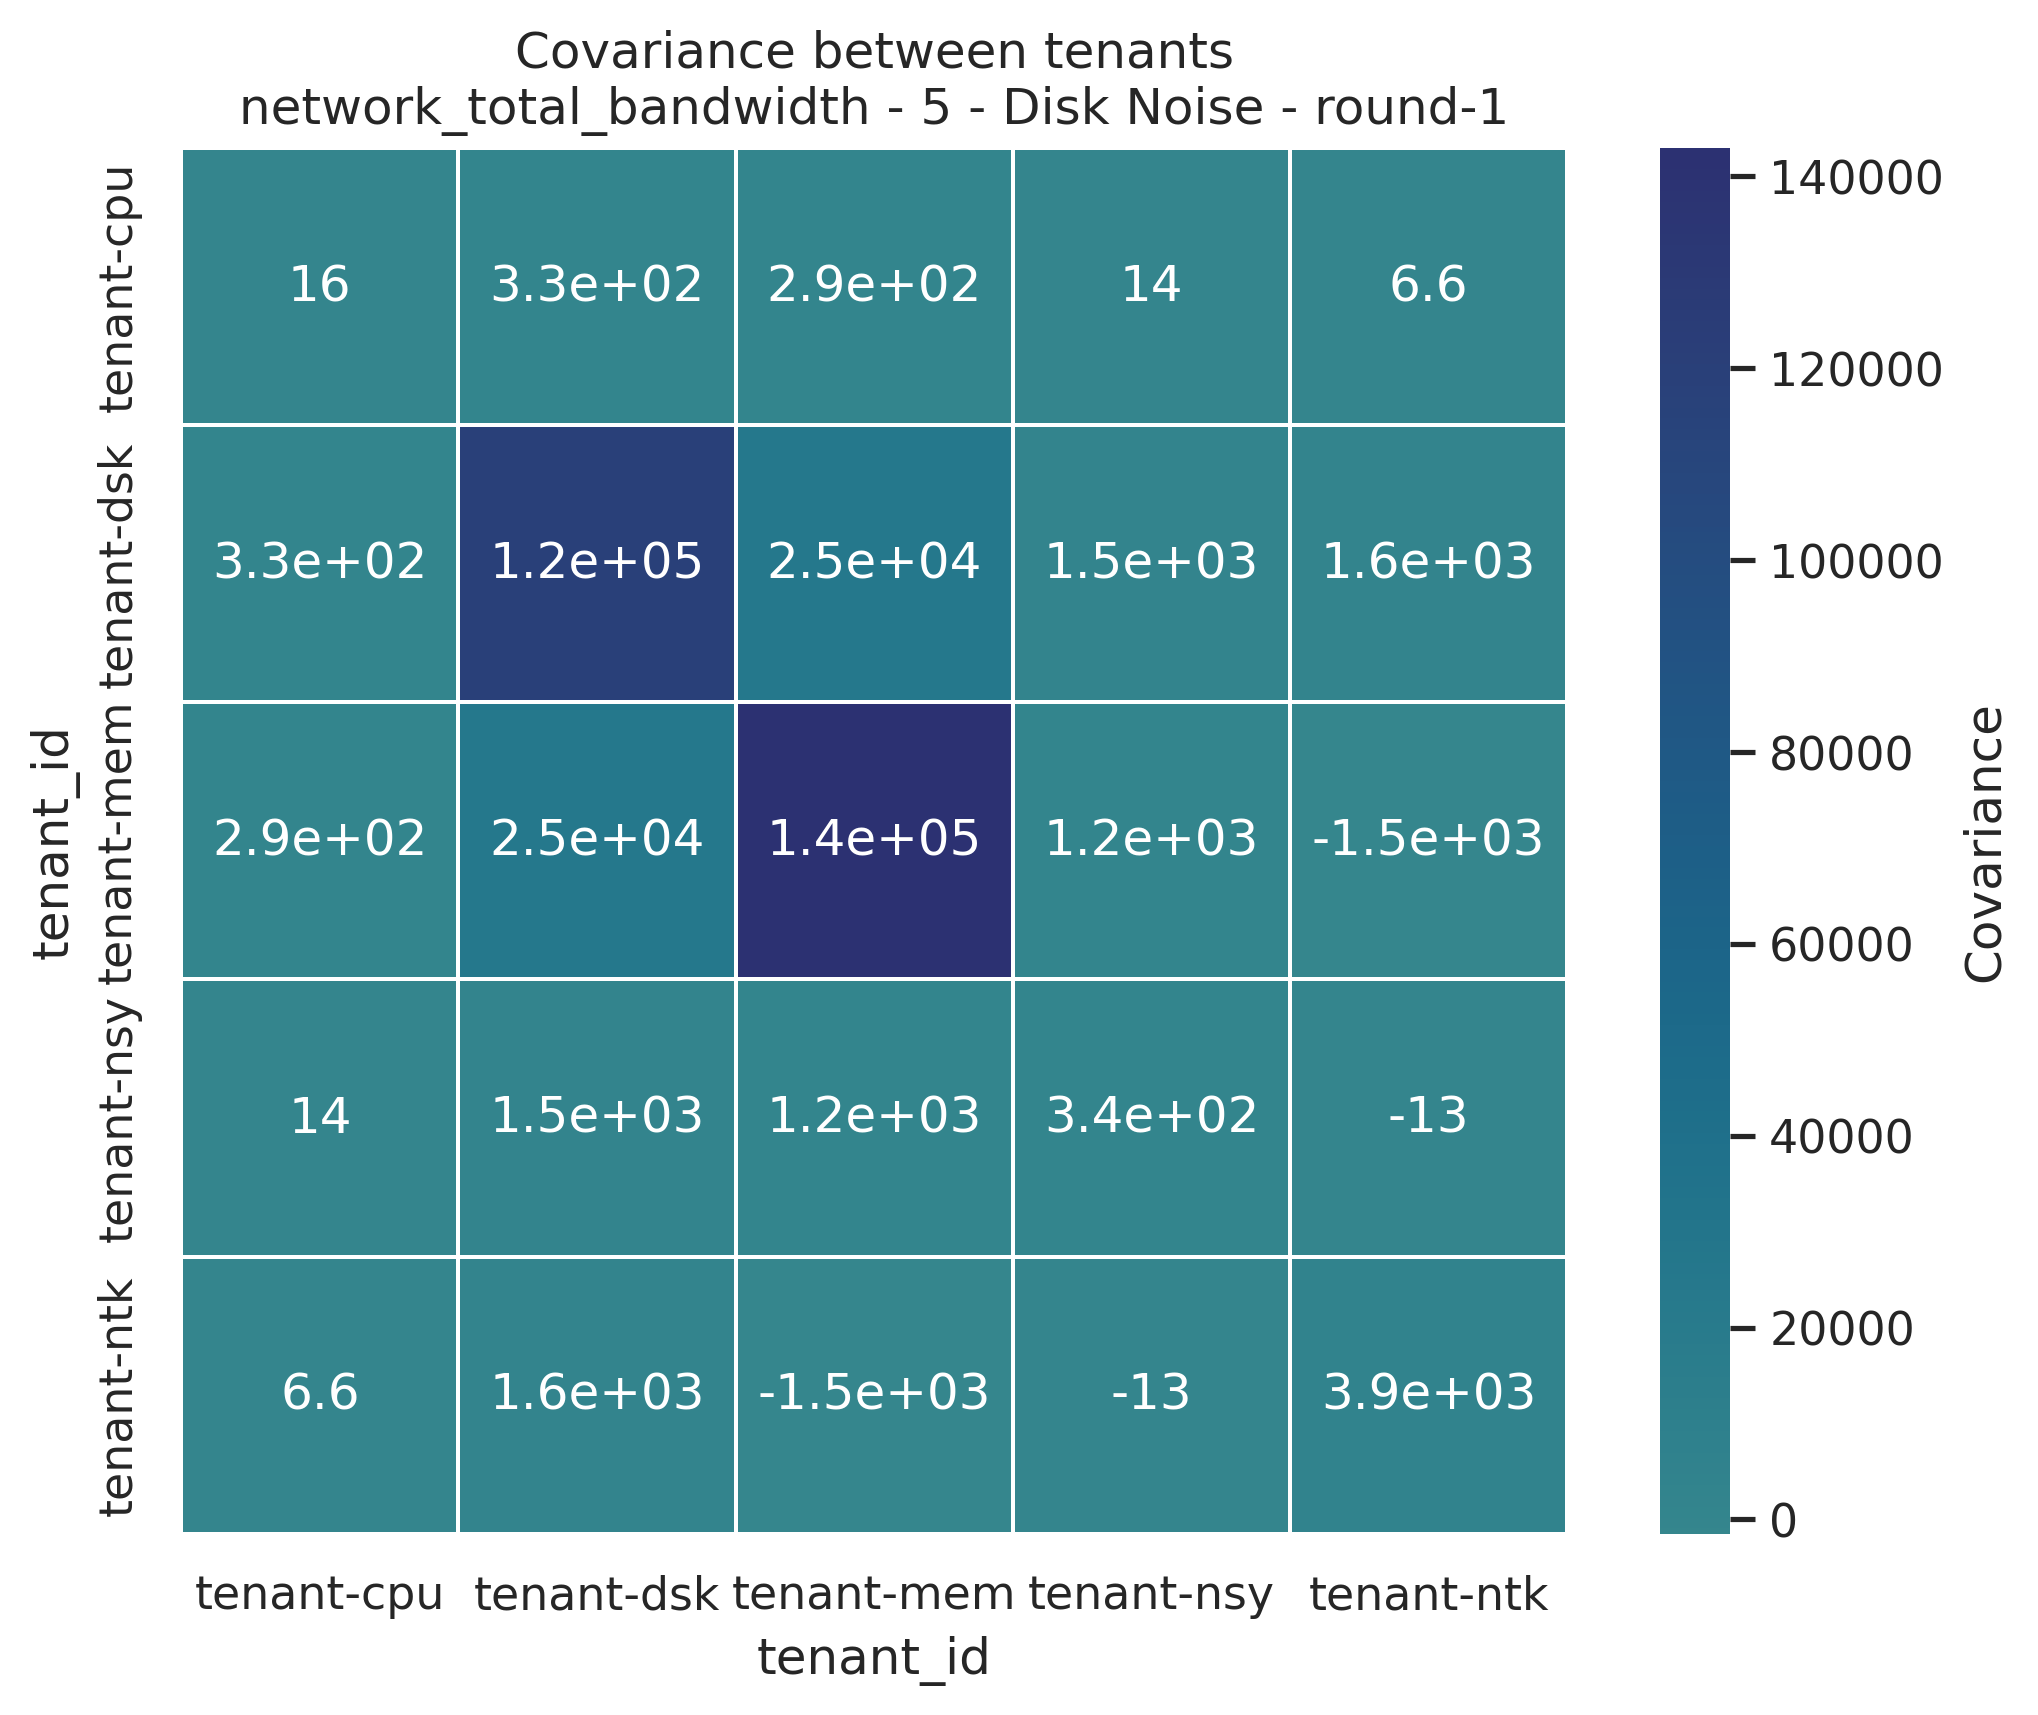 Covariance between tenants
network_total_bandwidth - 5 - Disk Noise - round-1
tenant_id
tenant-cpu
16 3.3e+02 2.9e+02 14 6.6
tenant-dsk
3.3e+02 1.2e+05 2.5e+04 1.5e+03 1.6e+03
tenant-mem
2.9e+02 2.5e+04 1.4e+05 1.2e+03 -1.5e+03
tenant-nsy
14 1.5e+03 1.2e+03 3.4e+02 -13
tenant-ntk
6.6 1.6e+03 -1.5e+03 -13 3.9e+03
tenant-cpu tenant-dsk tenant-mem tenant-nsy tenant-ntk
tenant_id
140000
120000
100000
80000
60000
40000
20000
0
Covariance